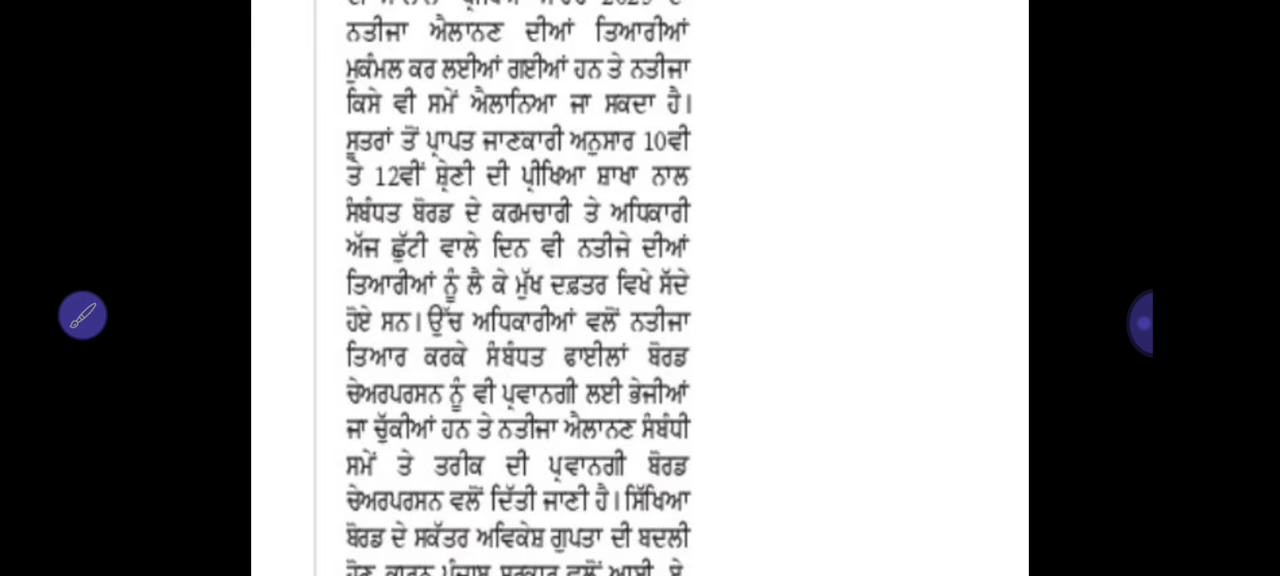 ਨਤੀਜਾ ਐਲਾਨਣ ਦੀਆਂ ਤਿਆਰੀਆਂ
ਮੁਕੰਮਲ ਕਰ ਲਈਆਂ ਗਈਆਂ ਹਨ ਤੇ ਨਤੀਜਾ
ਕਿਸੇ ਵੀ ਸਮੇਂ ਐਲਾਨਿਆ ਜਾ ਸਕਦਾ ਹੈ।
ਸੂਤਰਾਂ ਤੋਂ ਪ੍ਰਾਪਤ ਜਾਣਕਾਰੀ ਅਨੁਸਾਰ 10ਵੀ
ਤੇ 12ਵੀਂ ਸ਼੍ਰੇਣੀ ਦੀ ਪ੍ਰੀਖਿਆ ਸ਼ਾਖਾ ਨਾਲ
ਸੰਬੰਧਤ ਬੋਰਡ ਦੇ ਕਰਮਚਾਰੀ ਤੇ ਅਧਿਕਾਰੀ
ਅੱਜ ਛੁੱਟੀ ਵਾਲੇ ਦਿਨ ਵੀ ਨਤੀਜੇ ਦੀਆਂ
ਤਿਆਰੀਆਂ ਨੂੰ ਲੈ ਕੇ ਮੁੱਖ ਦਫ਼ਤਰ ਵਿਖੇ ਸੱਦੇ
ਹੋਏ ਸਨ। ਉੱਚ ਅਧਿਕਾਰੀਆਂ ਵਲੋਂ ਨਤੀਜਾ
ਤਿਆਰ ਕਰਕੇ ਸੰਬੰਧਤ ਫਾਈਲਾਂ ਬੋਰਡ
ਚੇਅਰਪਰਸਨ ਨੂੰ ਵੀ ਪ੍ਰਵਾਨਗੀ ਲਈ ਭੇਜੀਆਂ
ਜਾ ਚੁੱਕੀਆਂ ਹਨ ਤੇ ਨਤੀਜਾ ਐਲਾਨਣ ਸੰਬੰਧੀ
ਸਮੇਂ ਤੇ ਤਰੀਕ ਦੀ ਪ੍ਰਵਾਨਗੀ ਬੋਰਡ
ਚੇਅਰਪਰਸਨ ਵਲੋਂ ਦਿੱਤੀ ਜਾਣੀ ਹੈ। ਸਿੱਖਿਆ
ਬੋਰਡ ਦੇ ਸਕੱਤਰ ਅਵਿਕੇਸ਼ ਗੁਪਤਾ ਦੀ ਬਦਲੀ